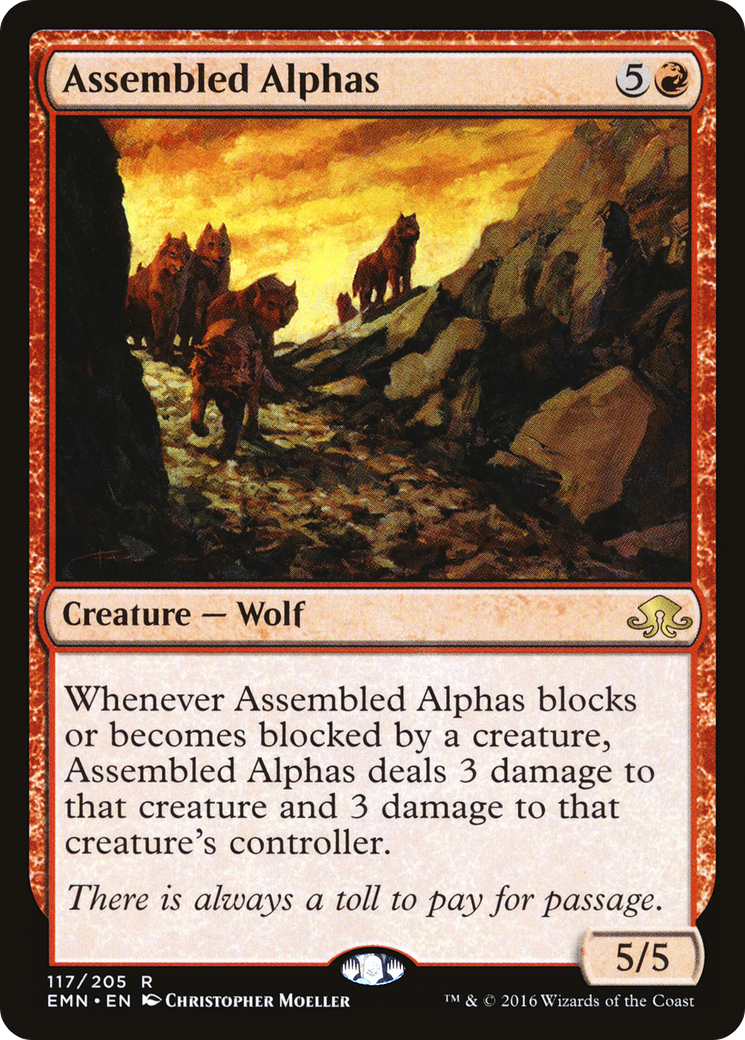 Assembled Alphas 5
Creature — Wolf
Whenever Assembled Alphas blocks
or becomes blocked by a creature,
Assembled Alphas deals 3 damage to
that creature and 3 damage to that
creature's controller.
There is always a toll to pay for passage.
5/5
117/205 R
EMN • EN Christopher Moeller
™ & © 2016 Wizards of the Coast